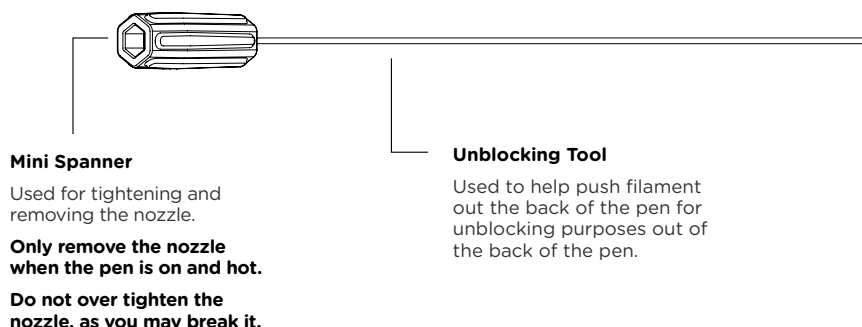 Mini Spanner
Used for tightening and
removing the nozzle.
Only remove the nozzle
when the pen is on and hot.
Do not over tighten the
nozzle, as you may break it.
Unblocking Tool
Used to help push filament
out the back of the pen for
unblocking purposes out of
the back of the pen.